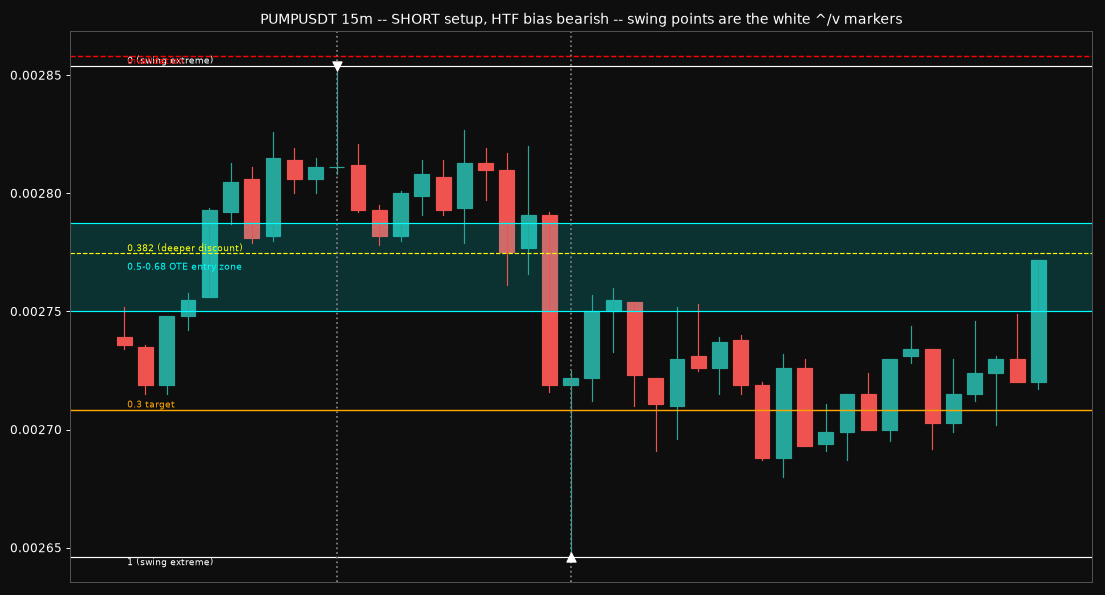 PUMPUSDT 15m -- SHORT setup, HTF bias bearish -- swing points are the white ^/v markers
0 (swing extreme)
0.00285
0.00280
0.382 (deeper discount)
0.5-0.68 OTE entry zone
0.00275
0.3 target
0.00270
0.00265
1 (swing extreme)